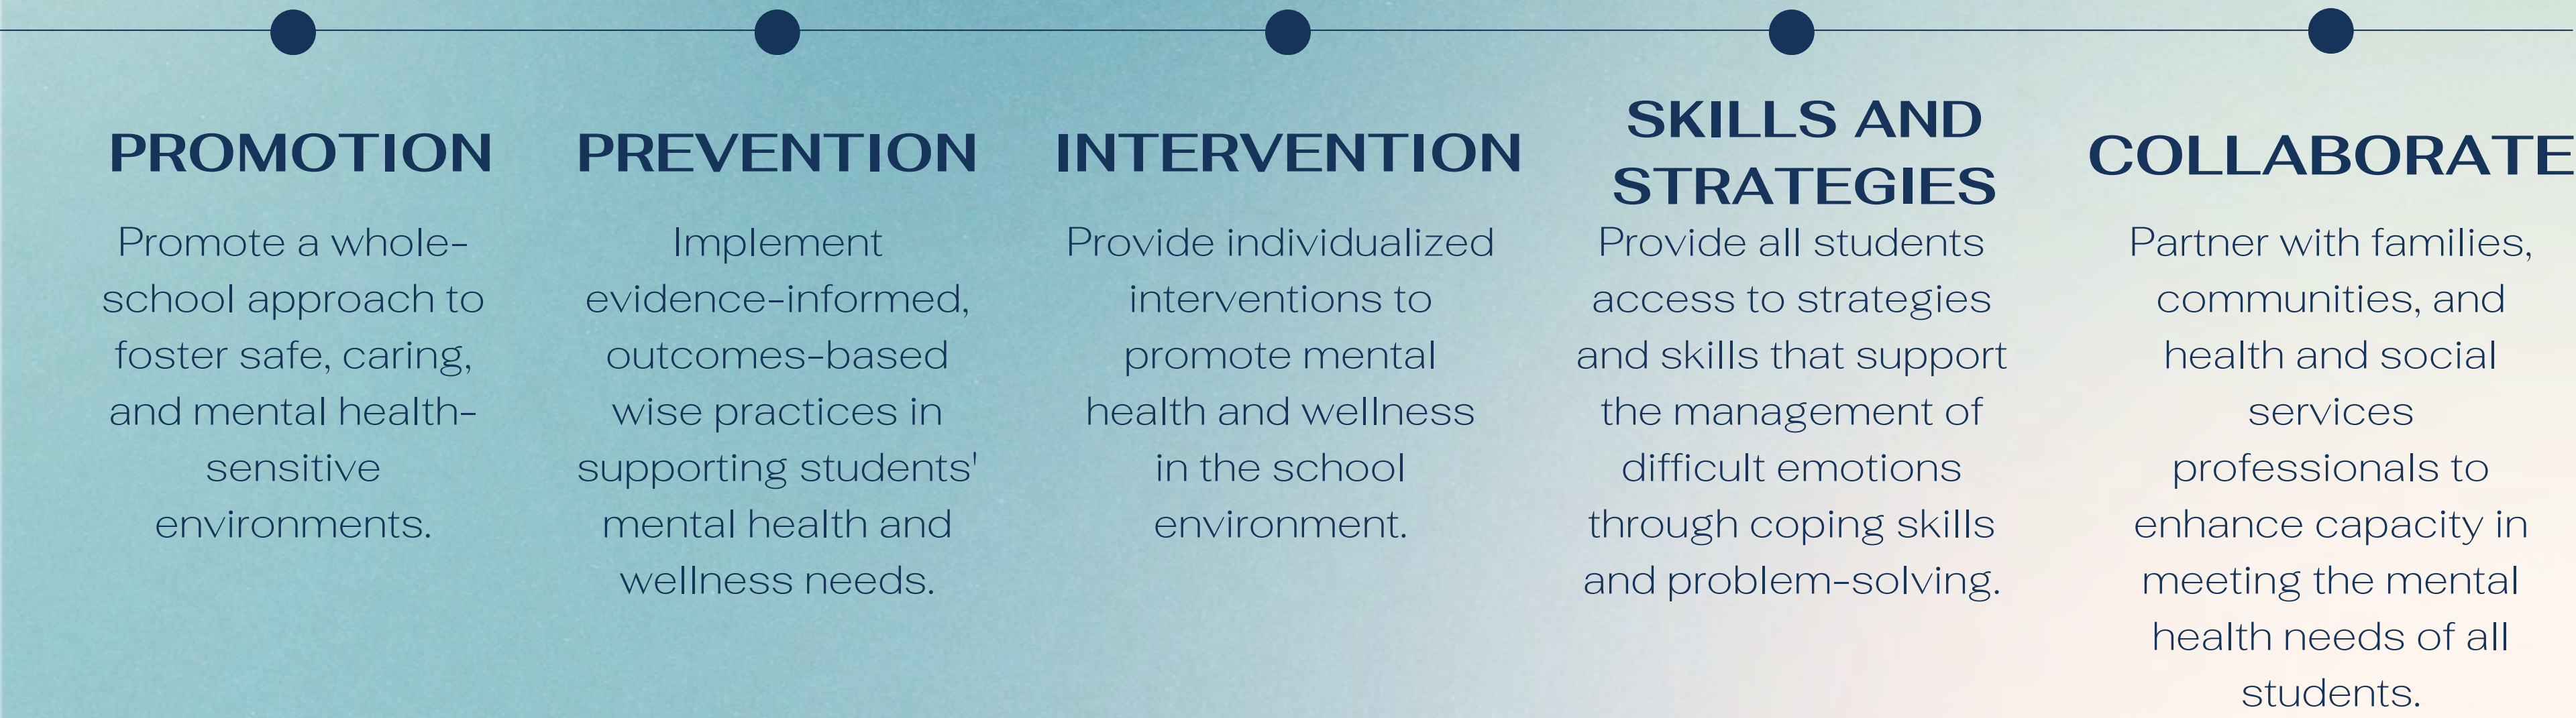 PROMOTION
Promote a whole-
school approach to
foster safe, caring,
and mental health-
sensitive
environments.
PREVENTION
Implement
evidence-informed,
outcomes-based
wise practices in
supporting students'
mental health and
wellness needs.
INTERVENTION
Provide individualized
interventions to
promote mental
health and wellness
in the school
environment.
SKILLS AND
STRATEGIES
Provide all students
access to strategies
and skills that support
the management of
difficult emotions
through coping skills
and problem-solving.
COLLABORATE
Partner with families,
communities, and
health and social
services
professionals to
enhance capacity in
meeting the mental
health needs of all
students.